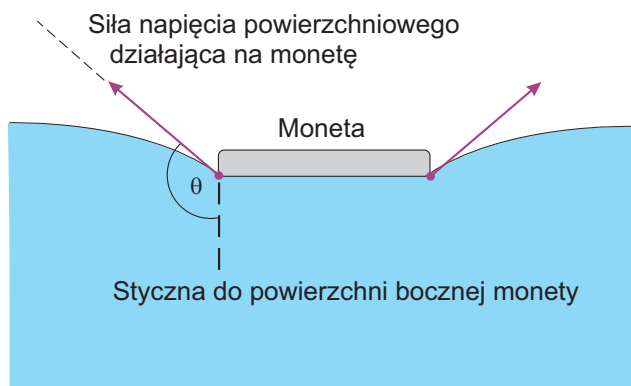 Siła napięcia powierzchniowego
działająca na monetę
Moneta
θ
Styczna do powierzchni bocznej monety